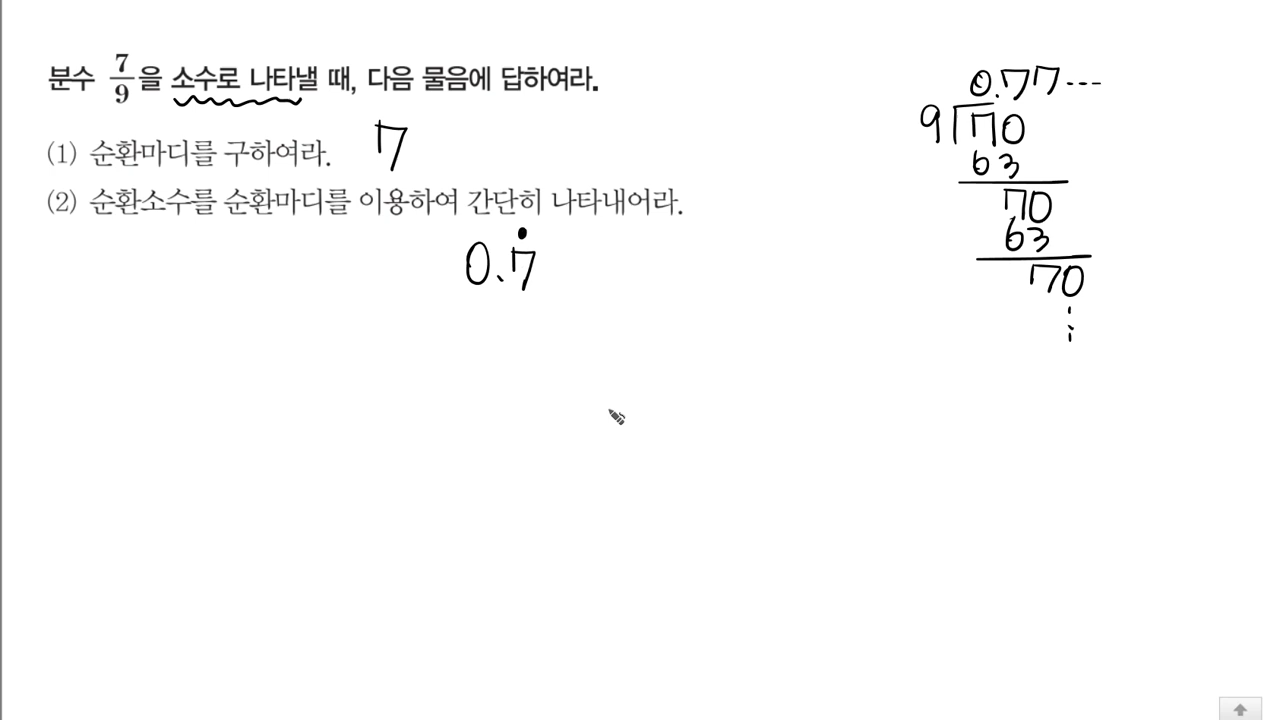 분수 7/9을 소수로 나타낼 때, 다음 물음에 답하여라.
(1) 순환마디를 구하여라. 7
(2) 순환소수를 순환마디를 이용하여 간단히 나타내어라.
0.7̇
0.77---
9 70
63
70
63
70
⋮